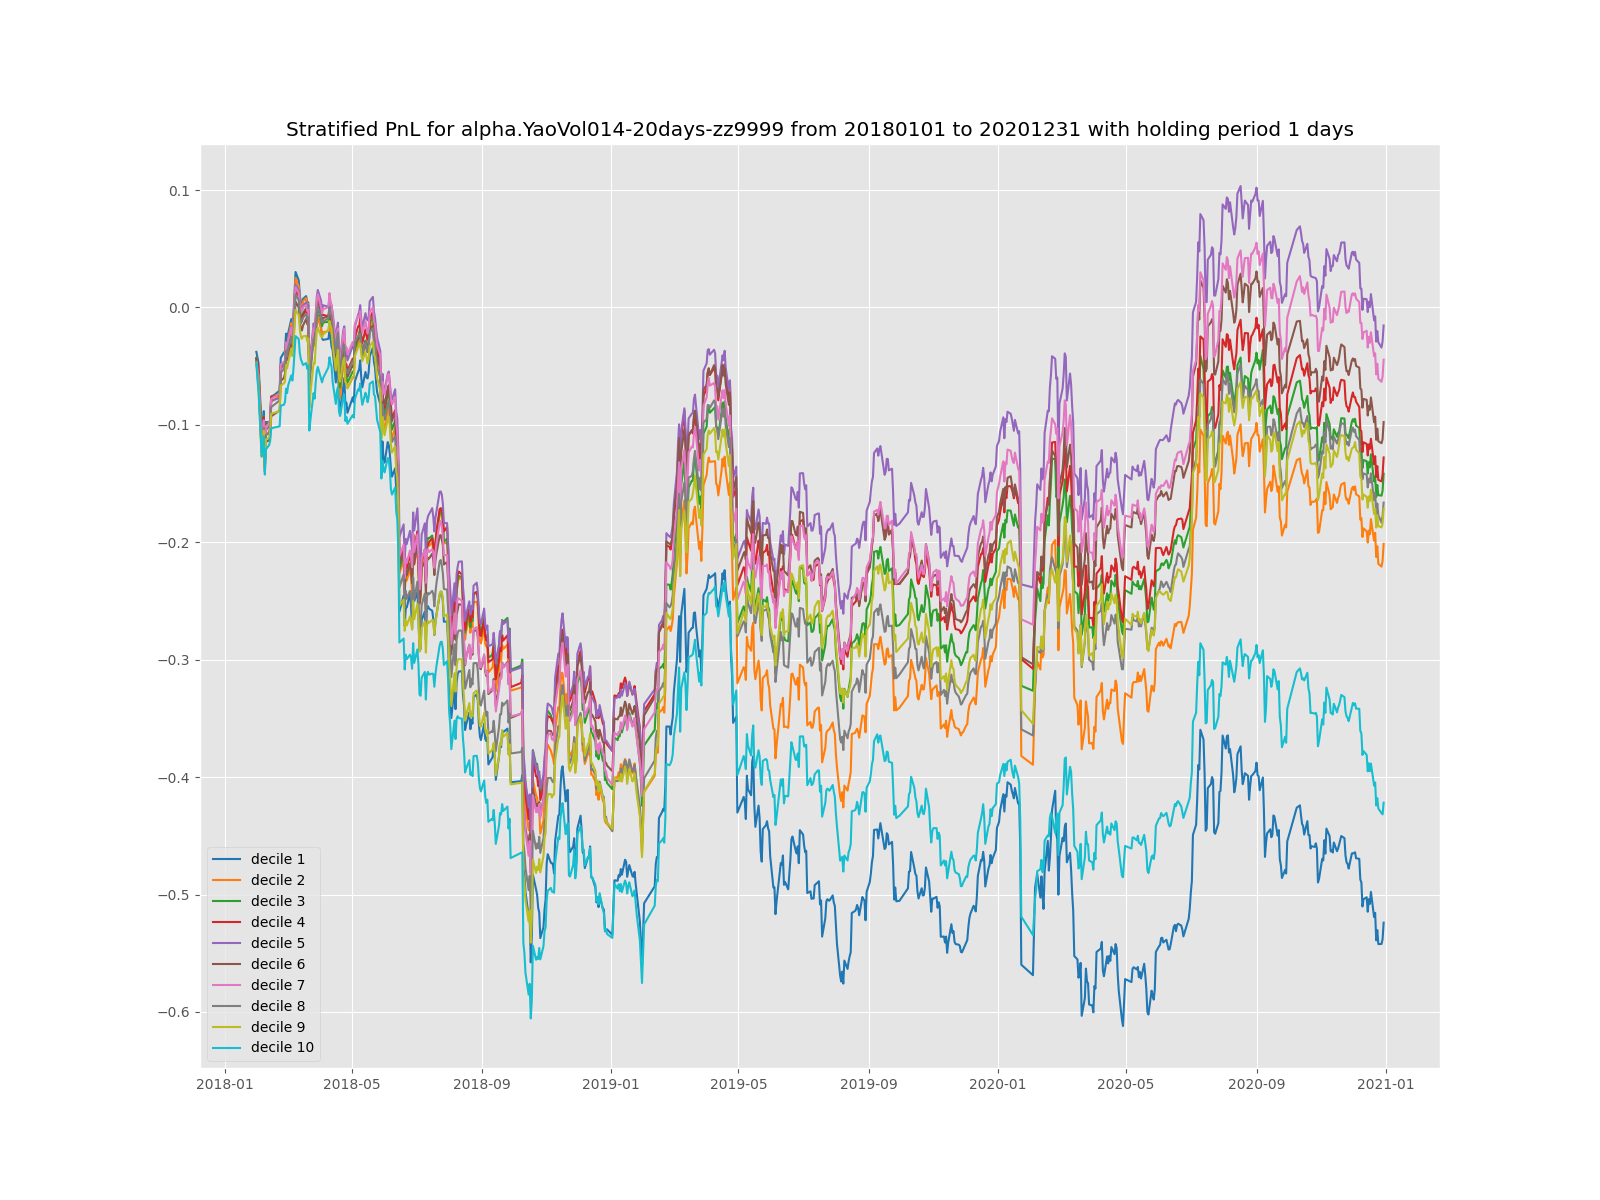 Stratified PnL for alpha.YaoVol014-20days-zz9999 from 20180101 to 20201231 with holding period 1 days
0.1
0.0
−0.1
−0.2
−0.3
−0.4
−0.5
−0.6
decile 1
decile 2
decile 3
decile 4
decile 5
decile 6
decile 7
decile 8
decile 9
decile 10
2018-01 2018-05 2018-09 2019-01 2019-05 2019-09 2020-01 2020-05 2020-09 2021-01